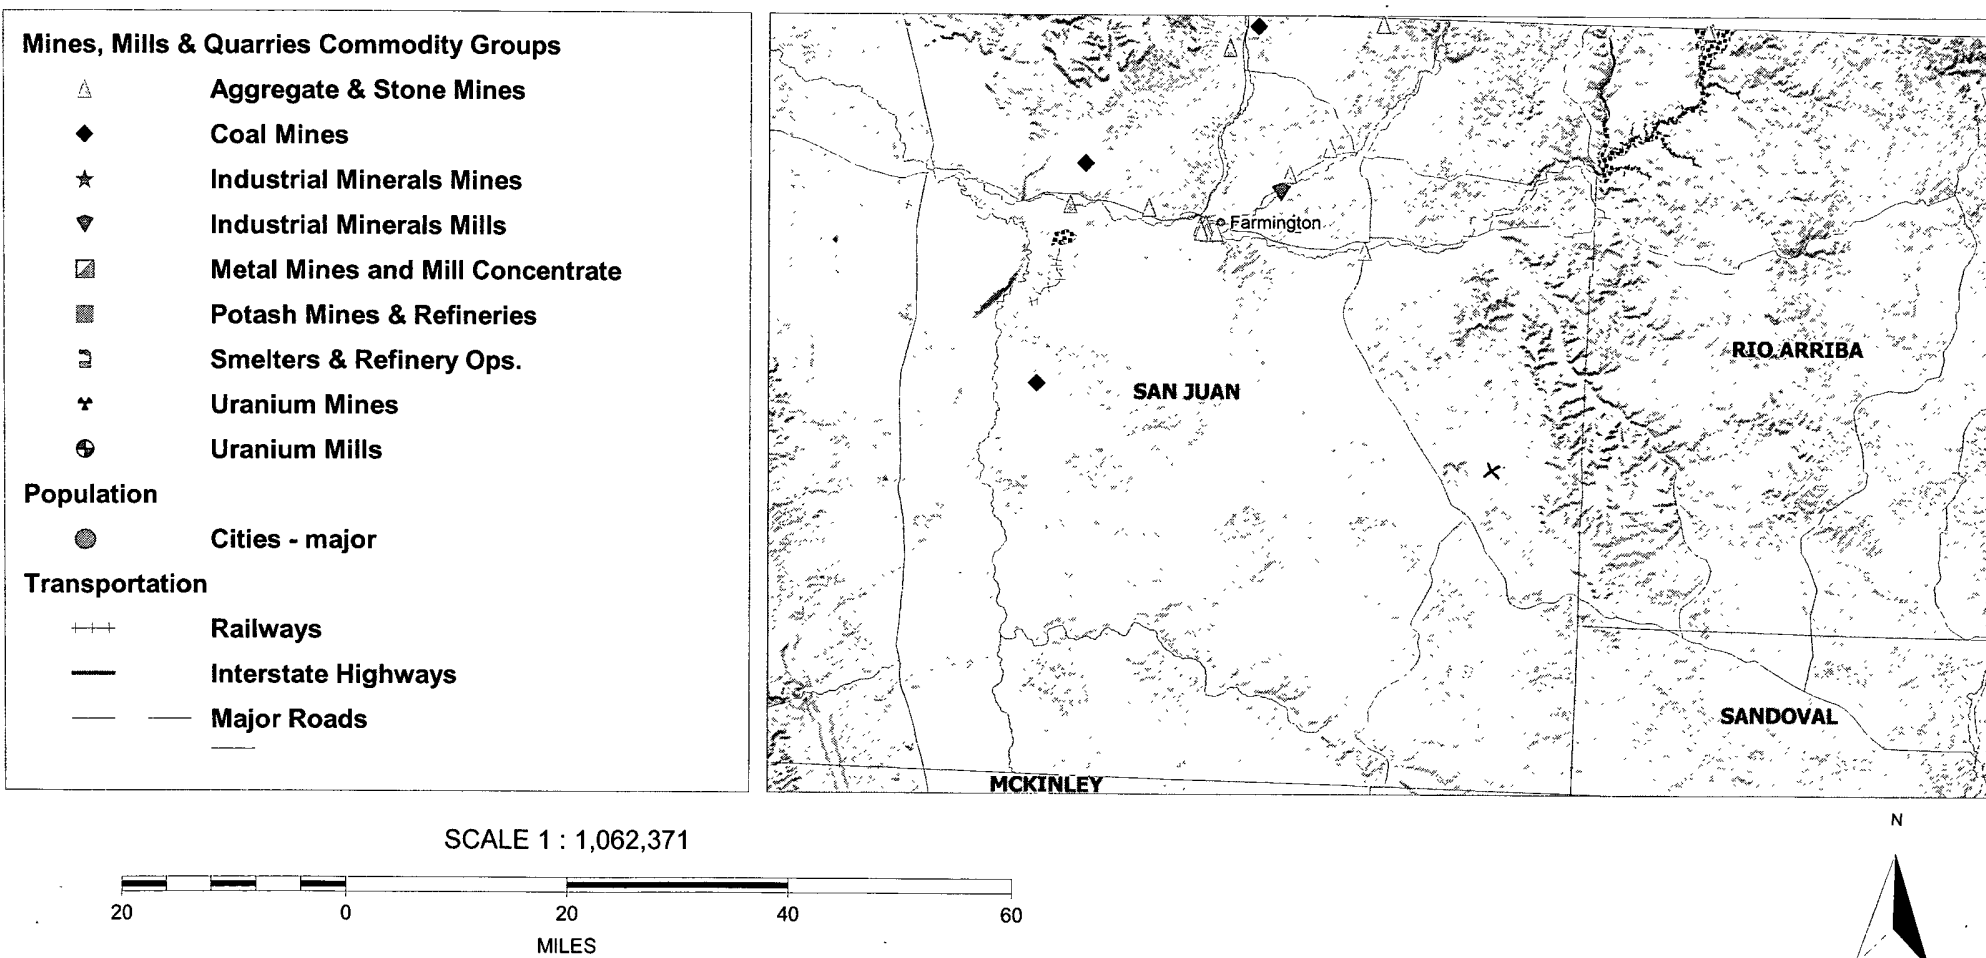 Mines, Mills & Quarries Commodity Groups
Aggregate & Stone Mines
Coal Mines
Industrial Minerals Mines
Industrial Minerals Mills
Metal Mines and Mill Concentrate
Potash Mines & Refineries
Smelters & Refinery Ops.
Uranium Mines
Uranium Mills
Population
Cities - major
Transportation
Railways
Interstate Highways
Major Roads
Farmington
RIO ARRIBA
SAN JUAN
SANDOVAL
MCKINLEY
SCALE 1 : 1,062,371
20 0 20 40 60
MILES
N